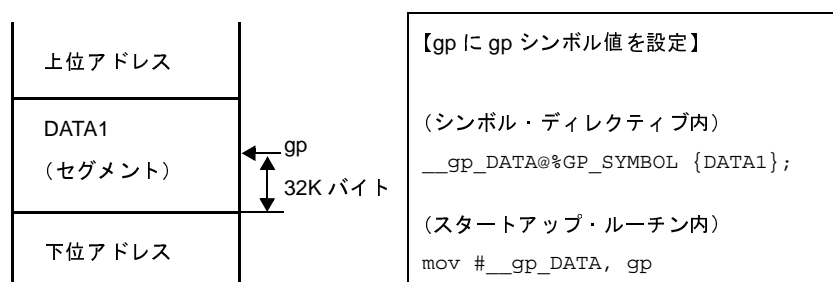 上位アドレス
DATA1
(セグメント)
gp
32K バイト
下位アドレス
【gp に gp シンボル値を設定】
(シンボル・ディレクティブ内)
__gp_DATA@%GP_SYMBOL {DATA1};
(スタートアップ・ルーチン内)
mov #__gp_DATA, gp